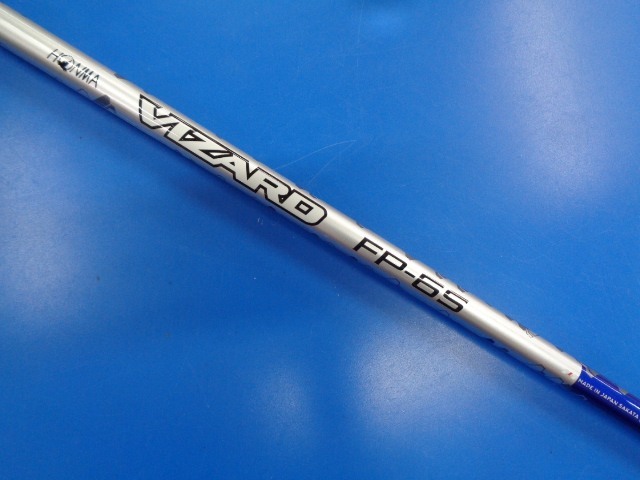 HONMA
VIZARD
FP-6S
MADE IN JAPAN SAKATA